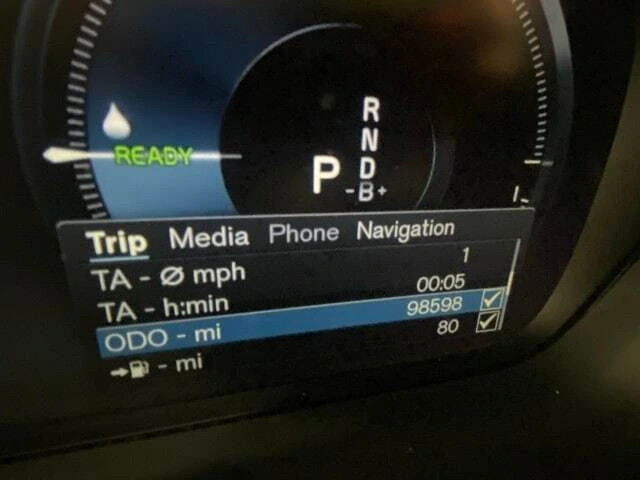 R
N
READY
P D
-B+
Trip Media Phone Navigation
TA - Ø mph 1
TA - h:min 00:05
ODO - mi 98598
- mi 80